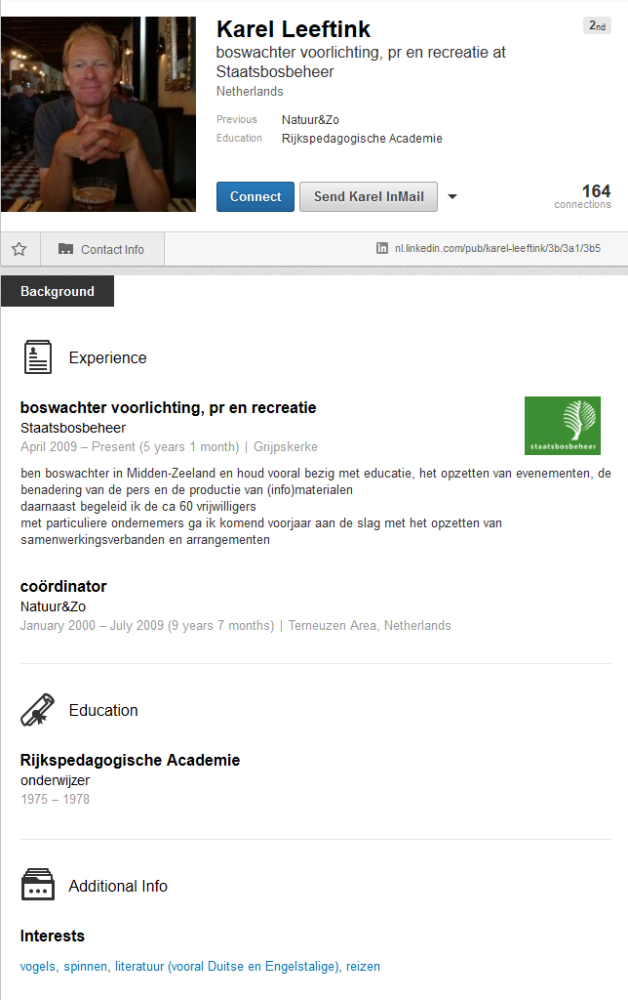 Karel Leeftink
2nd
boswachter voorlichting, pr en recreatie at
Staatsbosbeheer
Netherlands
Previous Natuur&Zo
Education Rijkspedagogische Academie
Connect
Send Karel InMail
164
connections
Contact Info
nl.linkedin.com/pub/karel-leeftink/3b/3a1/3b5
Background
Experience
boswachter voorlichting, pr en recreatie
Staatsbosbeheer
April 2009 – Present (5 years 1 month) | Grijpskerke
staatsbosbeheer
ben boswachter in Midden-Zeeland en houd vooral bezig met educatie, het opzetten van evenementen, de
benadering van de pers en de productie van (info)materialen
daarnaast begeleid ik de ca 60 vrijwilligers
met particuliere ondernemers ga ik komend voorjaar aan de slag met het opzetten van
samenwerkingsverbanden en arrangementen
coördinator
Natuur&Zo
January 2000 – July 2009 (9 years 7 months) | Terneuzen Area, Netherlands
Education
Rijkspedagogische Academie
onderwijzer
1975 – 1978
Additional Info
Interests
vogels, spinnen, literatuur (vooral Duitse en Engelstalige), reizen